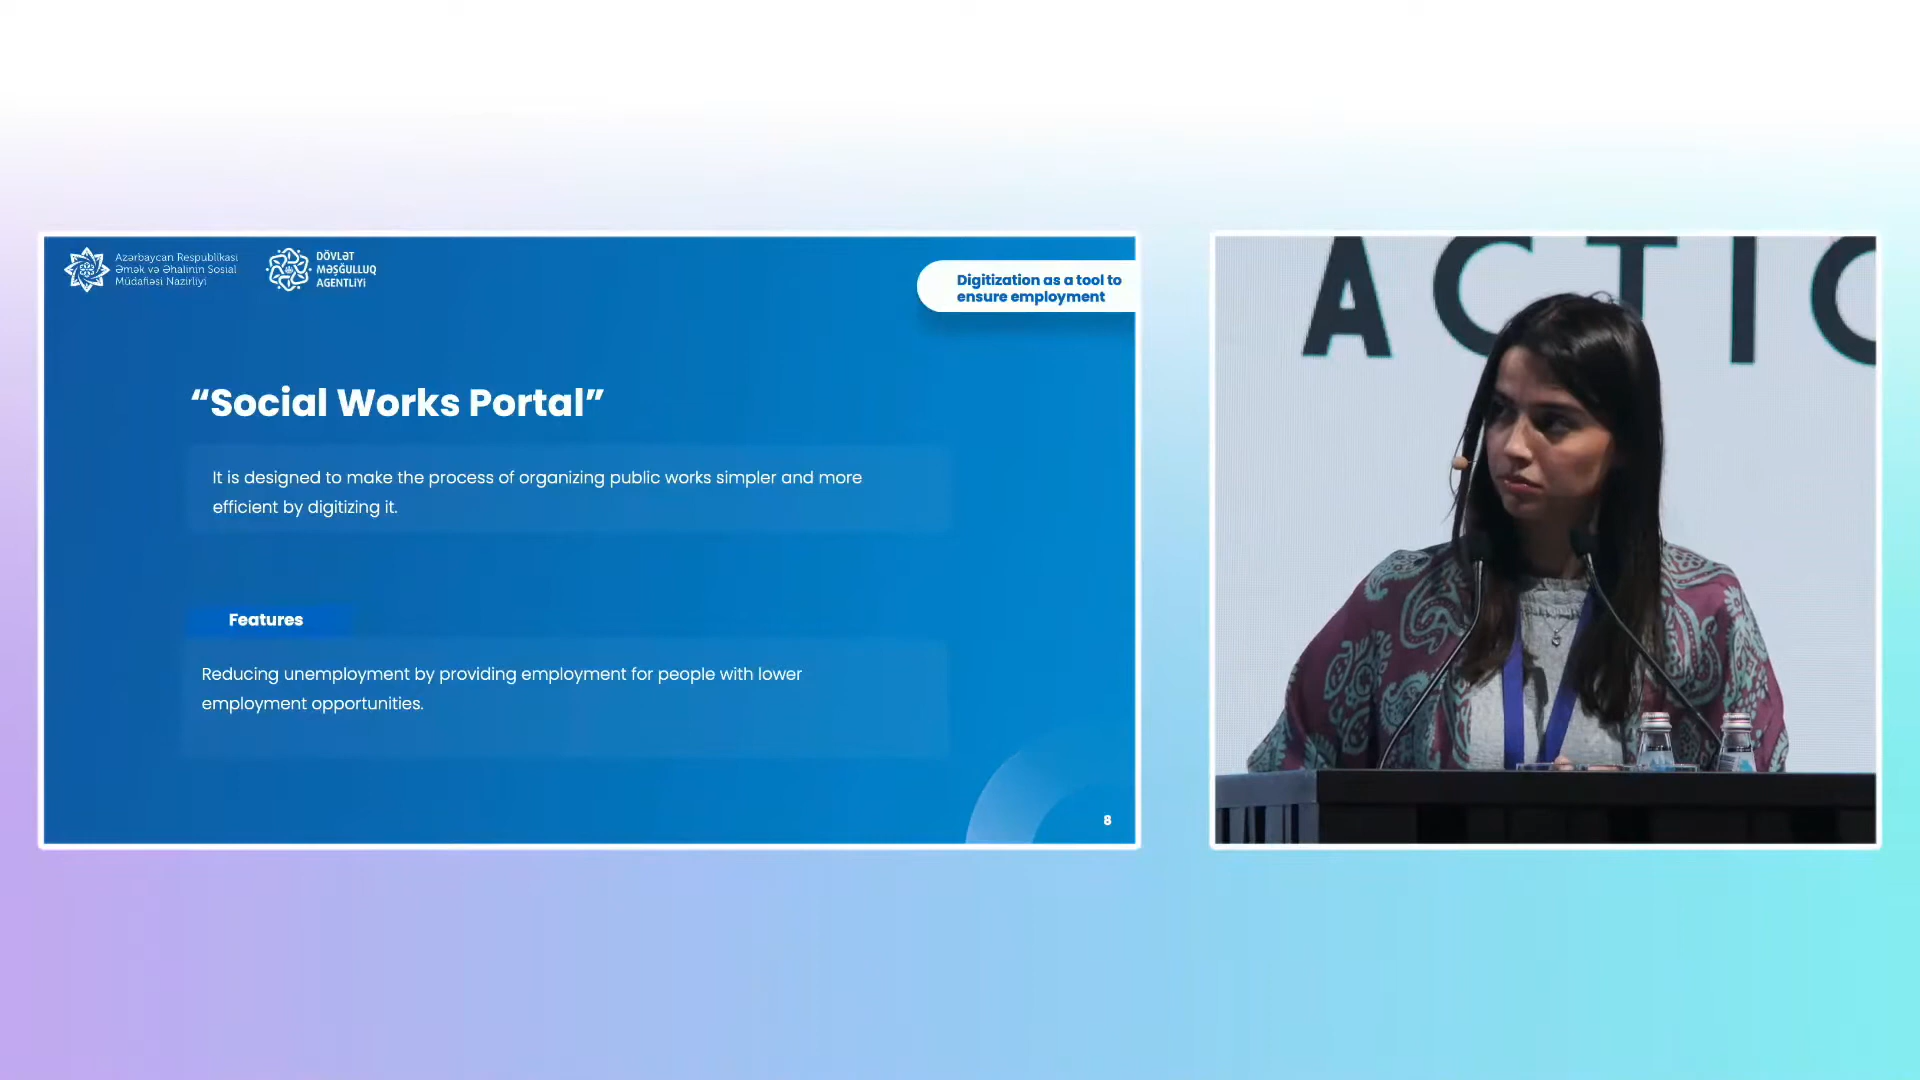 Azərbaycan Respublikası
Əmək və Əhalinin Sosial
Müdafiəsi Nazirliyi
DÖVLƏT
MƏŞĞULLUQ
AGENTLİYİ
Digitization as a tool to
ensure employment
“Social Works Portal”
It is designed to make the process of organizing public works simpler and more
efficient by digitizing it.
Features
Reducing unemployment by providing employment for people with lower
employment opportunities.
8
ACTIO